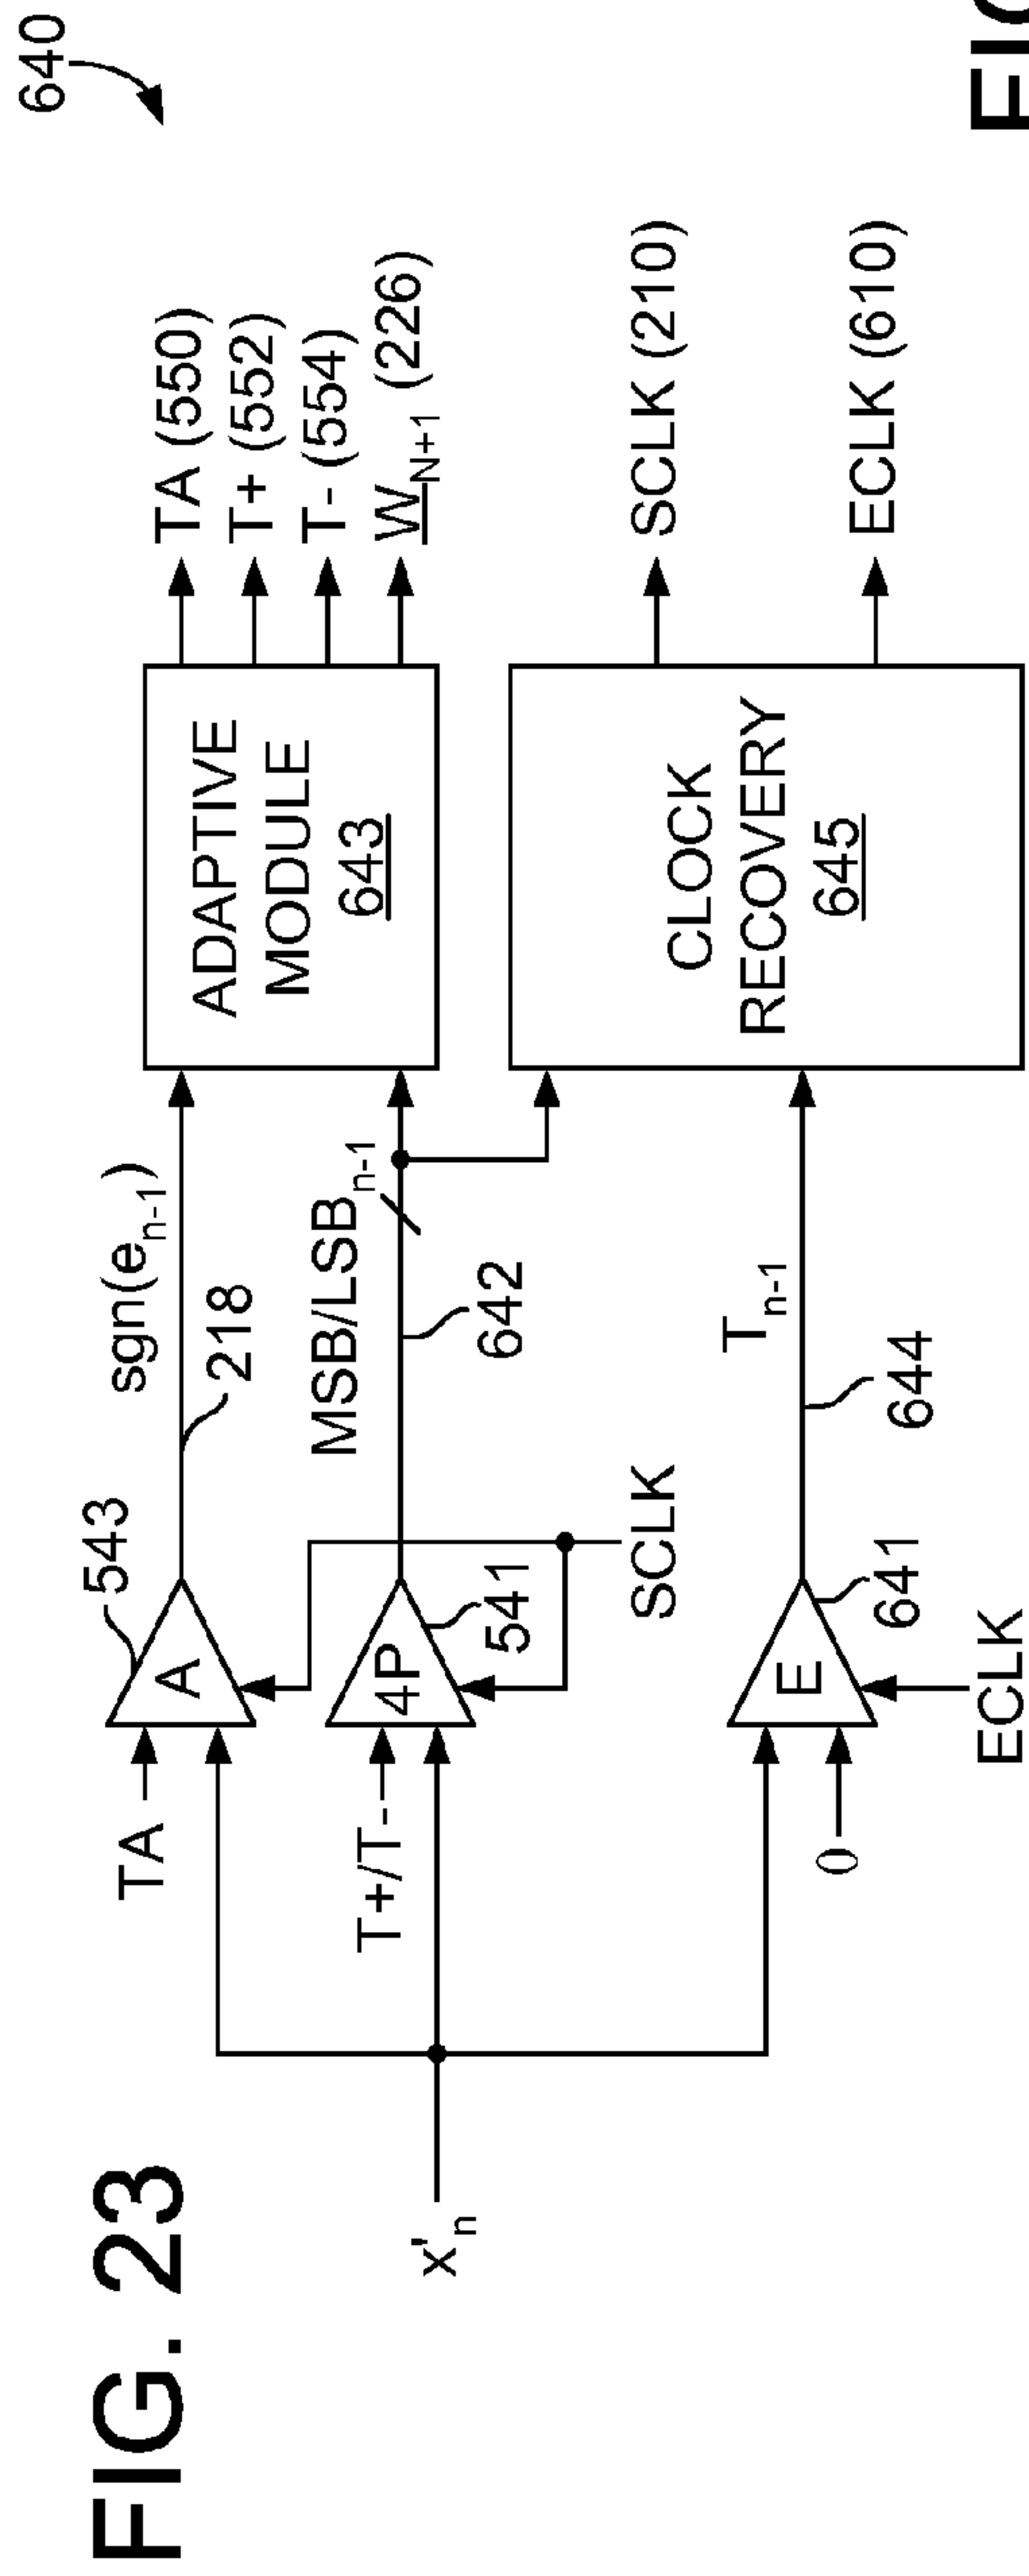 FIG. 23
640
x'n
TA
T+/T-
0
543
A
4P
541
SCLK
E
641
ECLK
sgn(en-1)
218
MSB/LSBn-1
642
Tn-1
644
ADAPTIVE
MODULE
643
CLOCK
RECOVERY
645
TA (550)
T+ (552)
T- (554)
WN+1 (226)
SCLK (210)
ECLK (610)